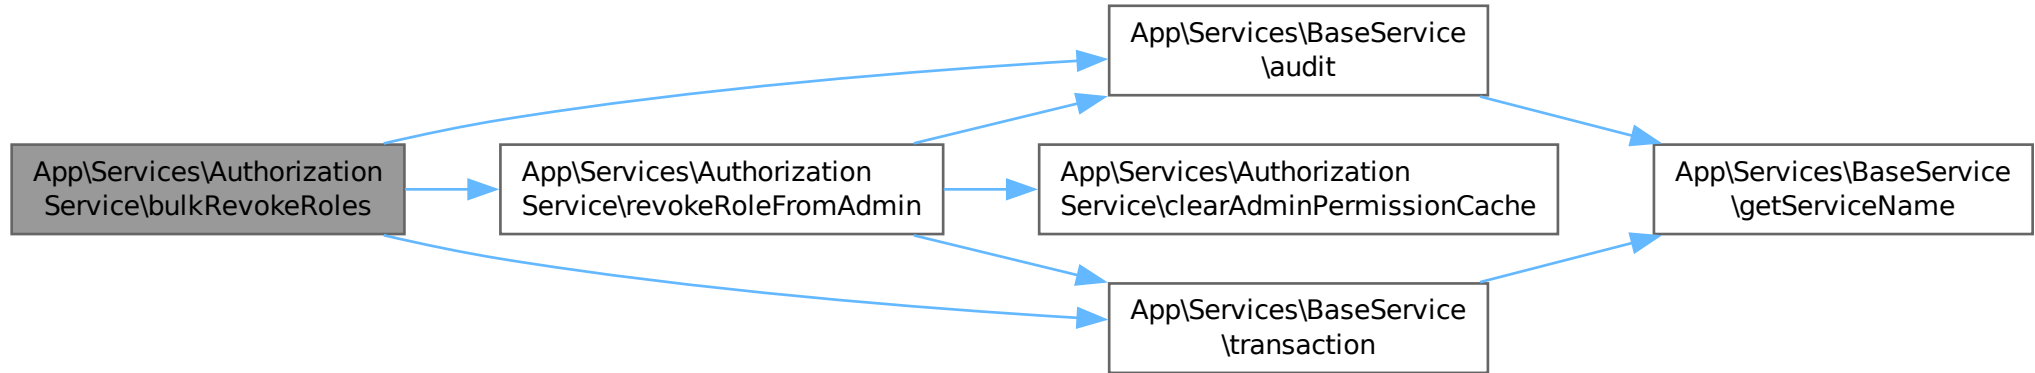 App\Services\BaseService
\audit
App\Services\Authorization
Service\bulkRevokeRoles
App\Services\Authorization
Service\revokeRoleFromAdmin
App\Services\Authorization
Service\clearAdminPermissionCache
App\Services\BaseService
\getServiceName
App\Services\BaseService
\transaction